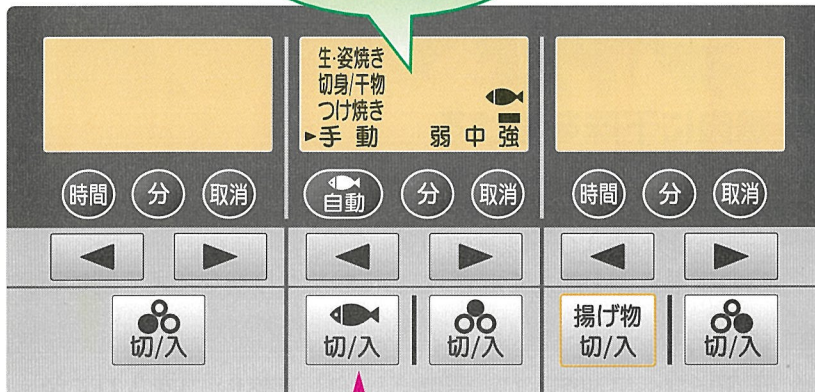 生・姿焼き
切身/干物
つけ焼き
▸手 動 弱 中 強
時間 分 取消
自動 分 取消
時間 分 取消
切/入
切/入
切/入
揚げ物
切/入
切/入